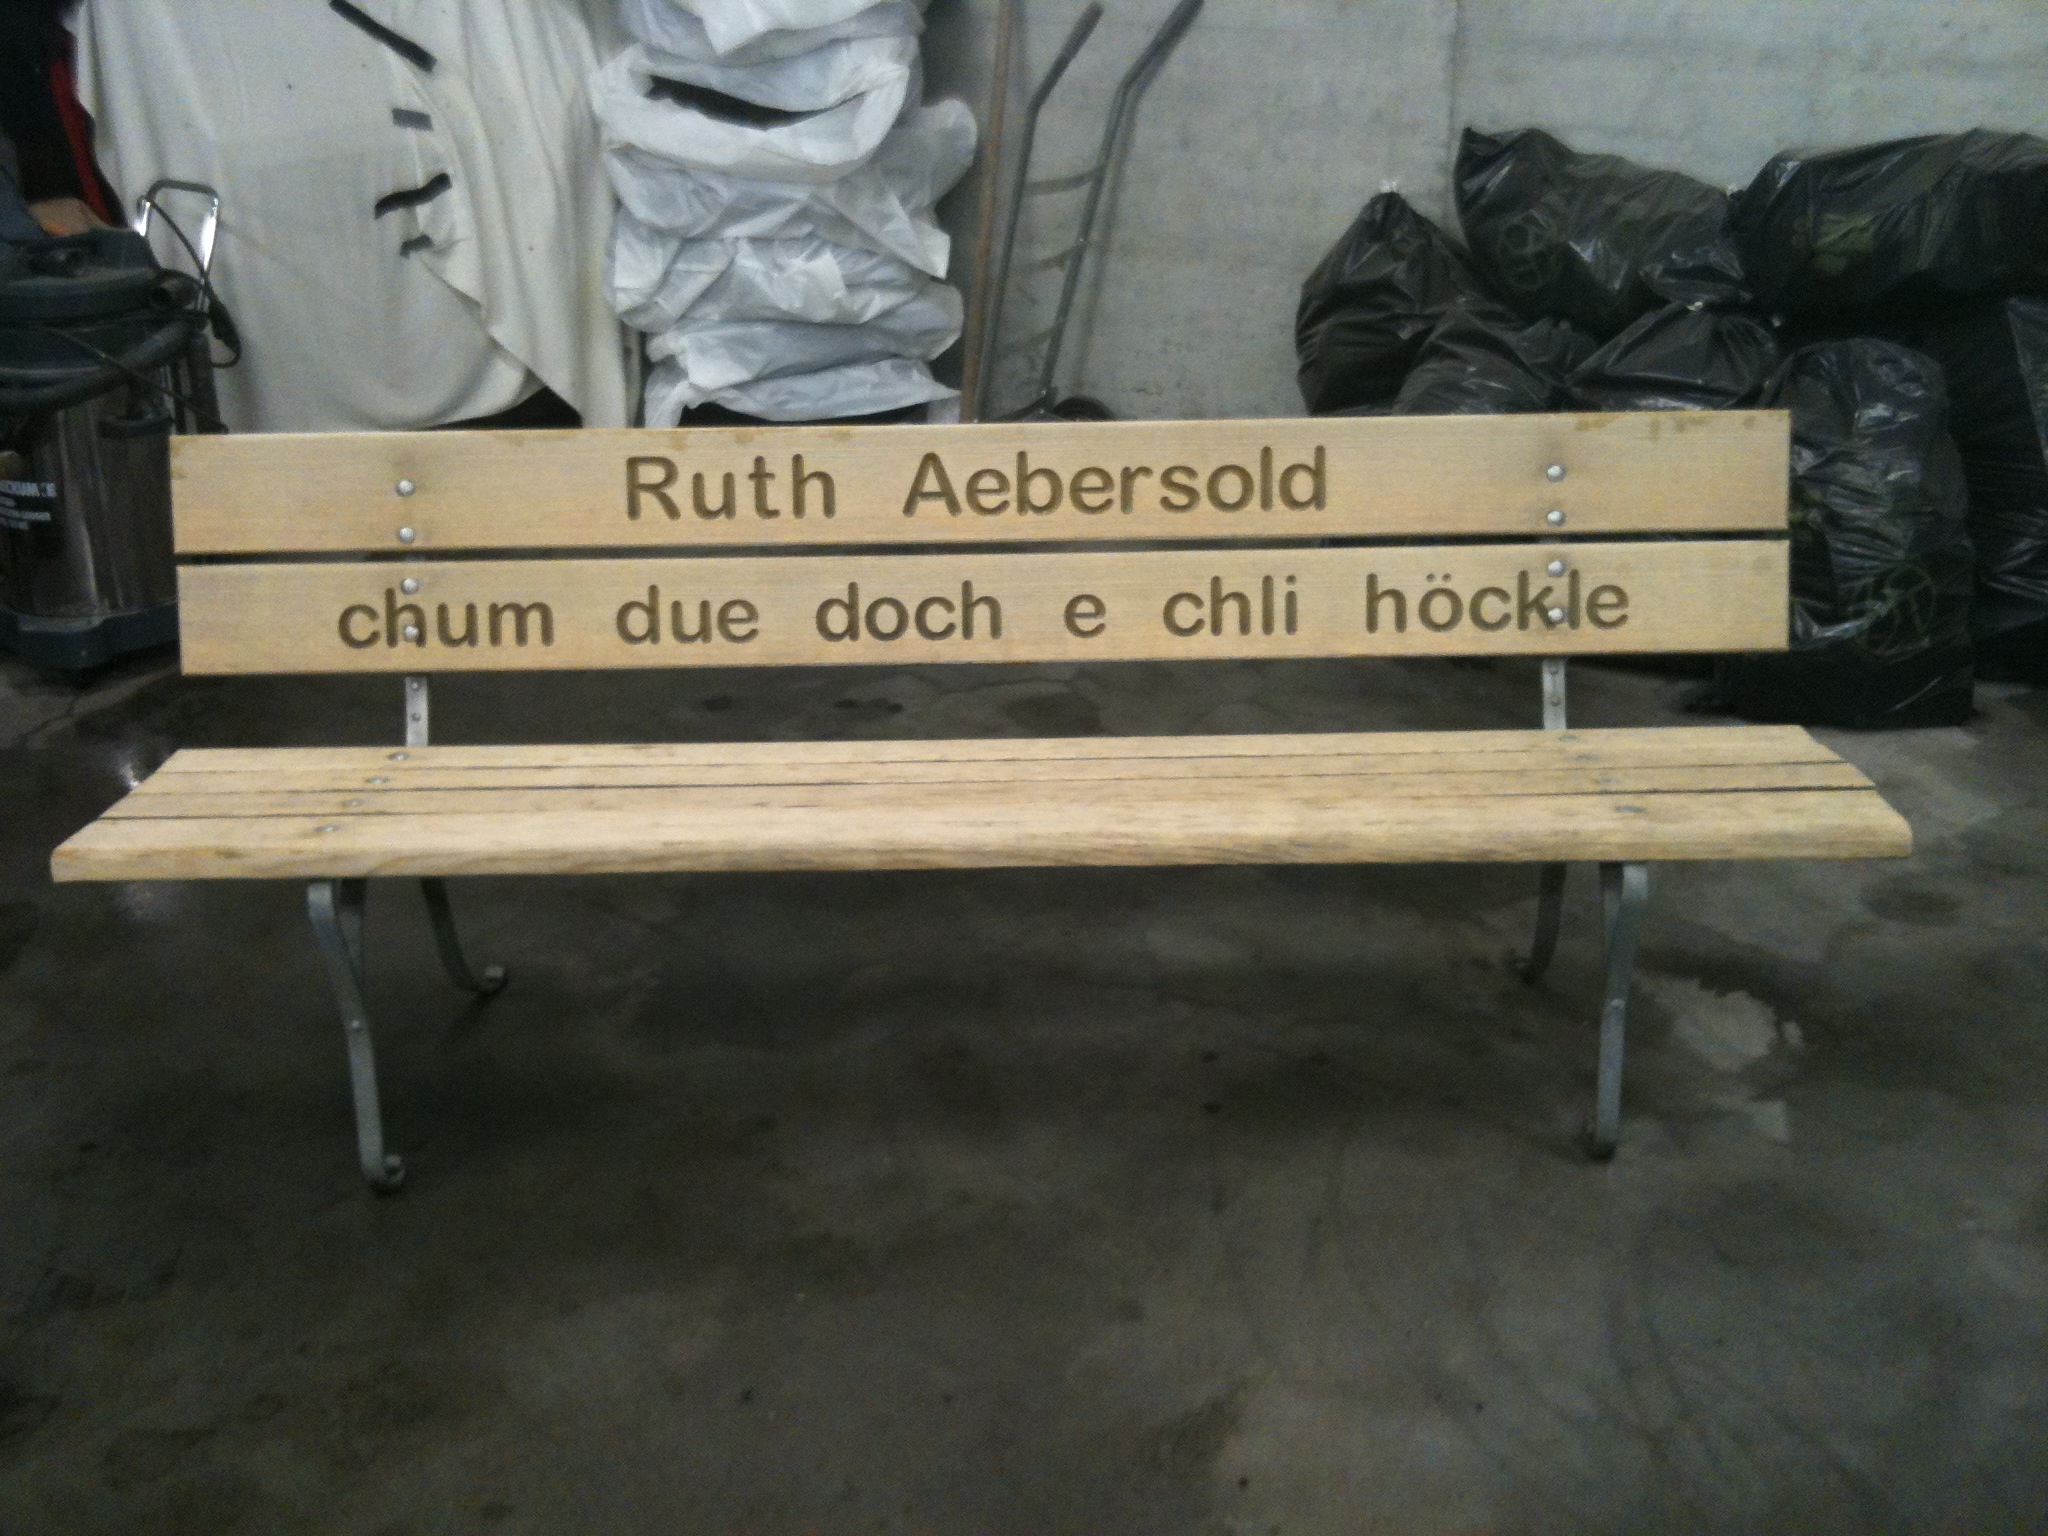 Ruth Aebersold
chum due doch e chli höckle